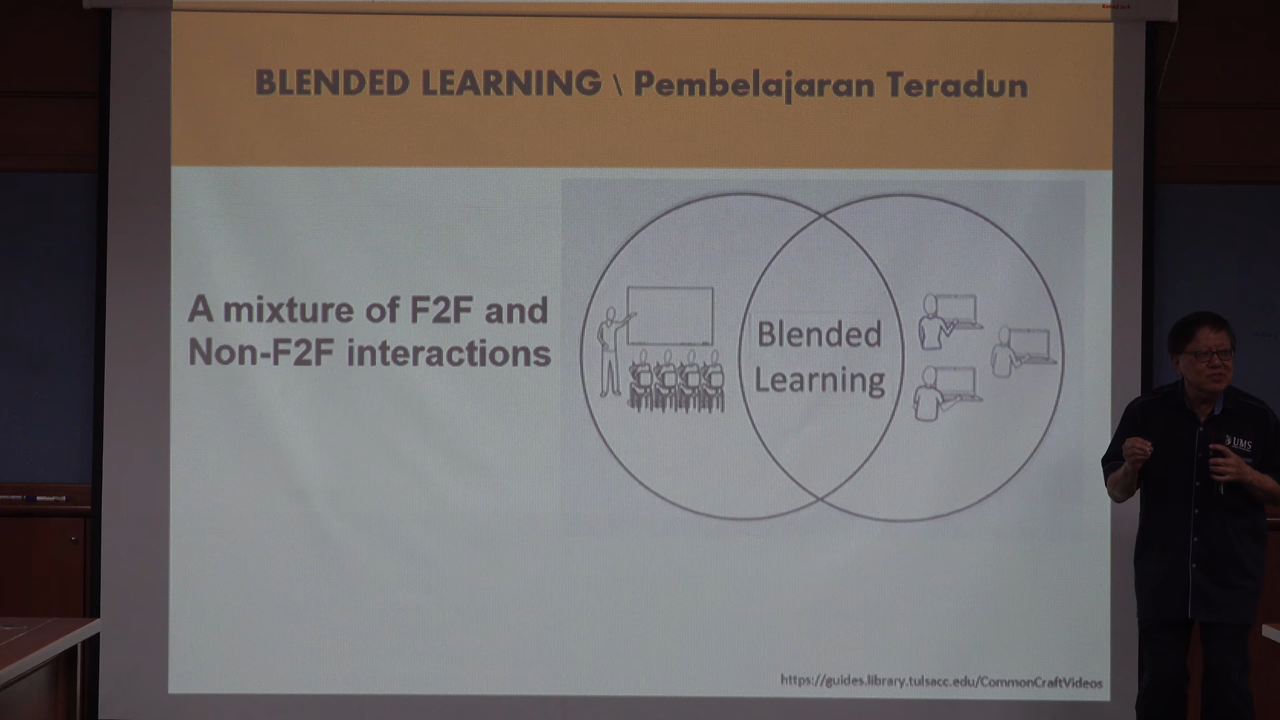 BLENDED LEARNING \ Pembelajaran Teradun
A mixture of F2F and
Non-F2F interactions
Blended
Learning
https://guides.library.tulsacc.edu/CommonCraftVideos
UMS